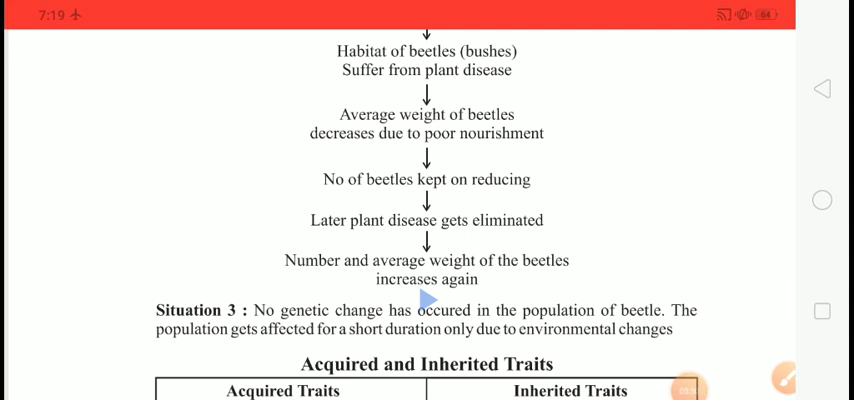 7:19
64
Habitat of beetles (bushes)
Suffer from plant disease
Average weight of beetles
decreases due to poor nourishment
No of beetles kept on reducing
Later plant disease gets eliminated
Number and average weight of the beetles
increases again
Situation 3 : No genetic change has occured in the population of beetle. The
population gets affected for a short duration only due to environmental changes
Acquired and Inherited Traits
Acquired Traits Inherited Traits